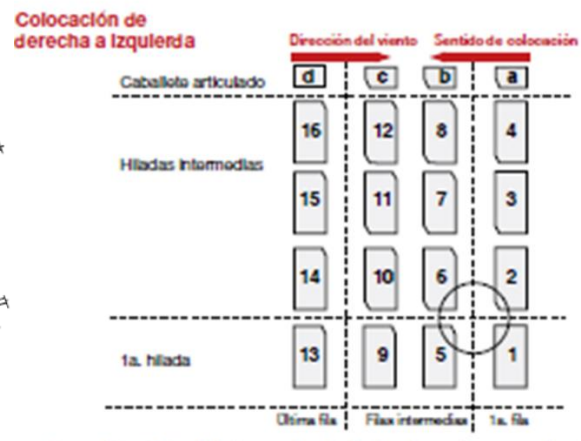 Colocación de
derecha a Izquierda
Dirección del viento Sentido de colocación
Caballete articulado d c b a
16 12 8 4
Hiladas Intermedias
15 11 7 3
14 10 6 2
1a. hilada 13 9 5 1
Última fila Filas intermedias 1a. fila